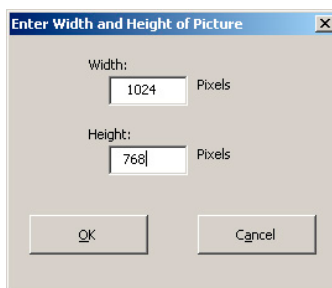 Enter Width and Height of Picture
Width:
1024 Pixels
Height:
768 Pixels
OK Cancel